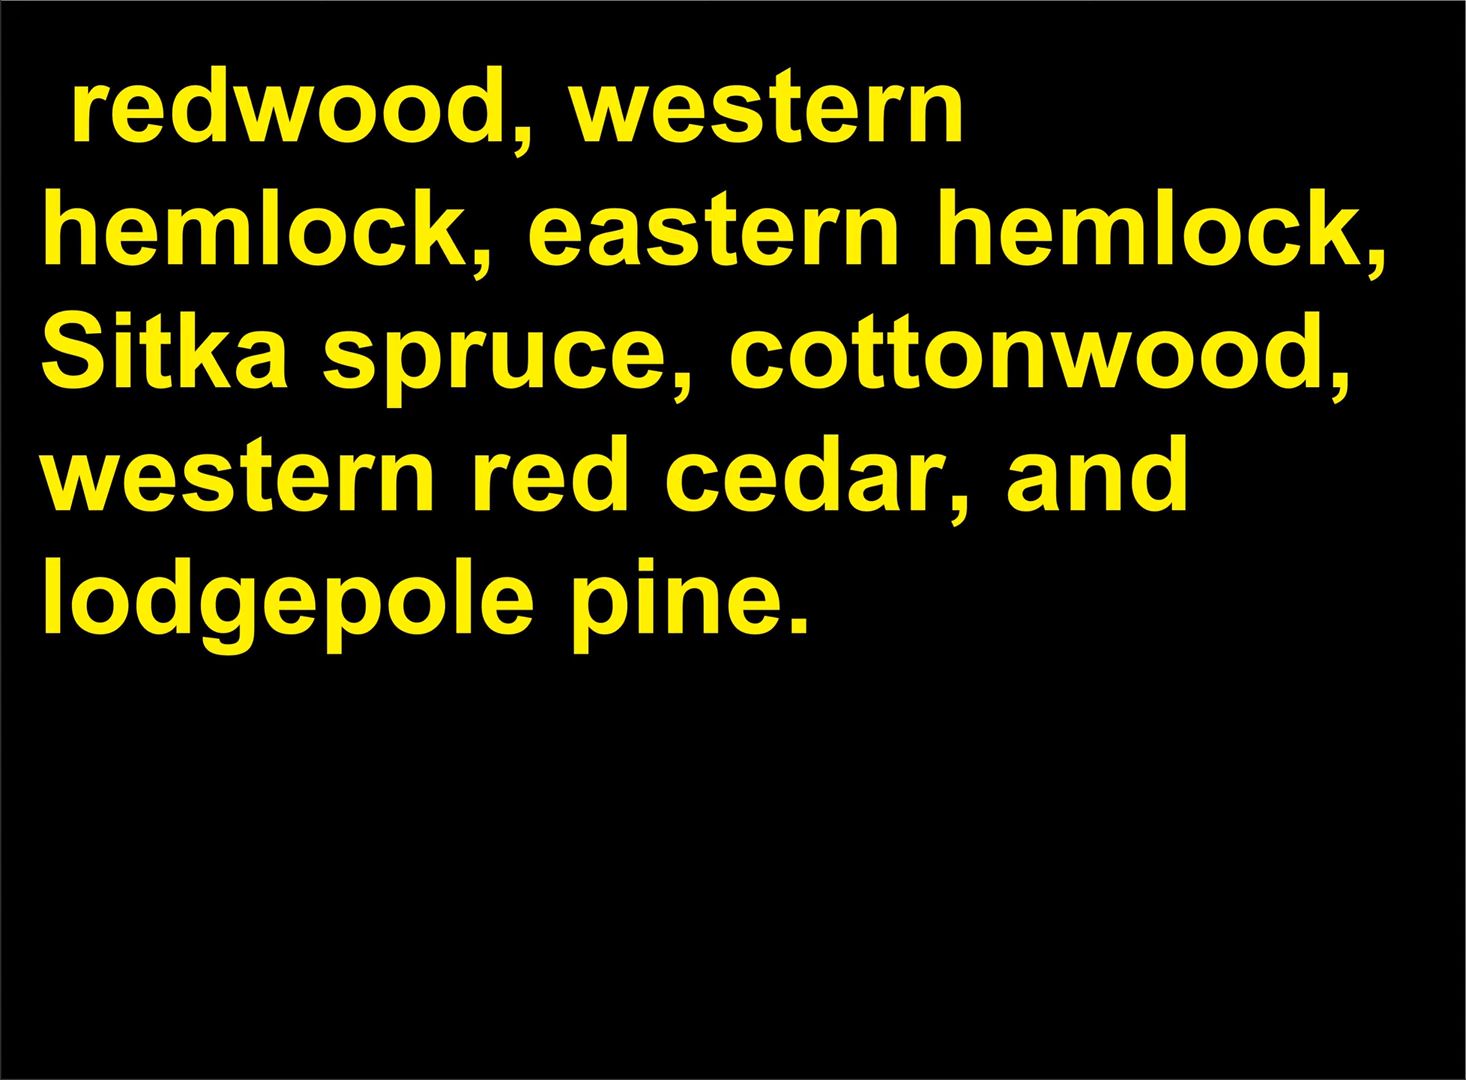 redwood, western
hemlock, eastern hemlock,
Sitka spruce, cottonwood,
western red cedar, and
lodgepole pine.